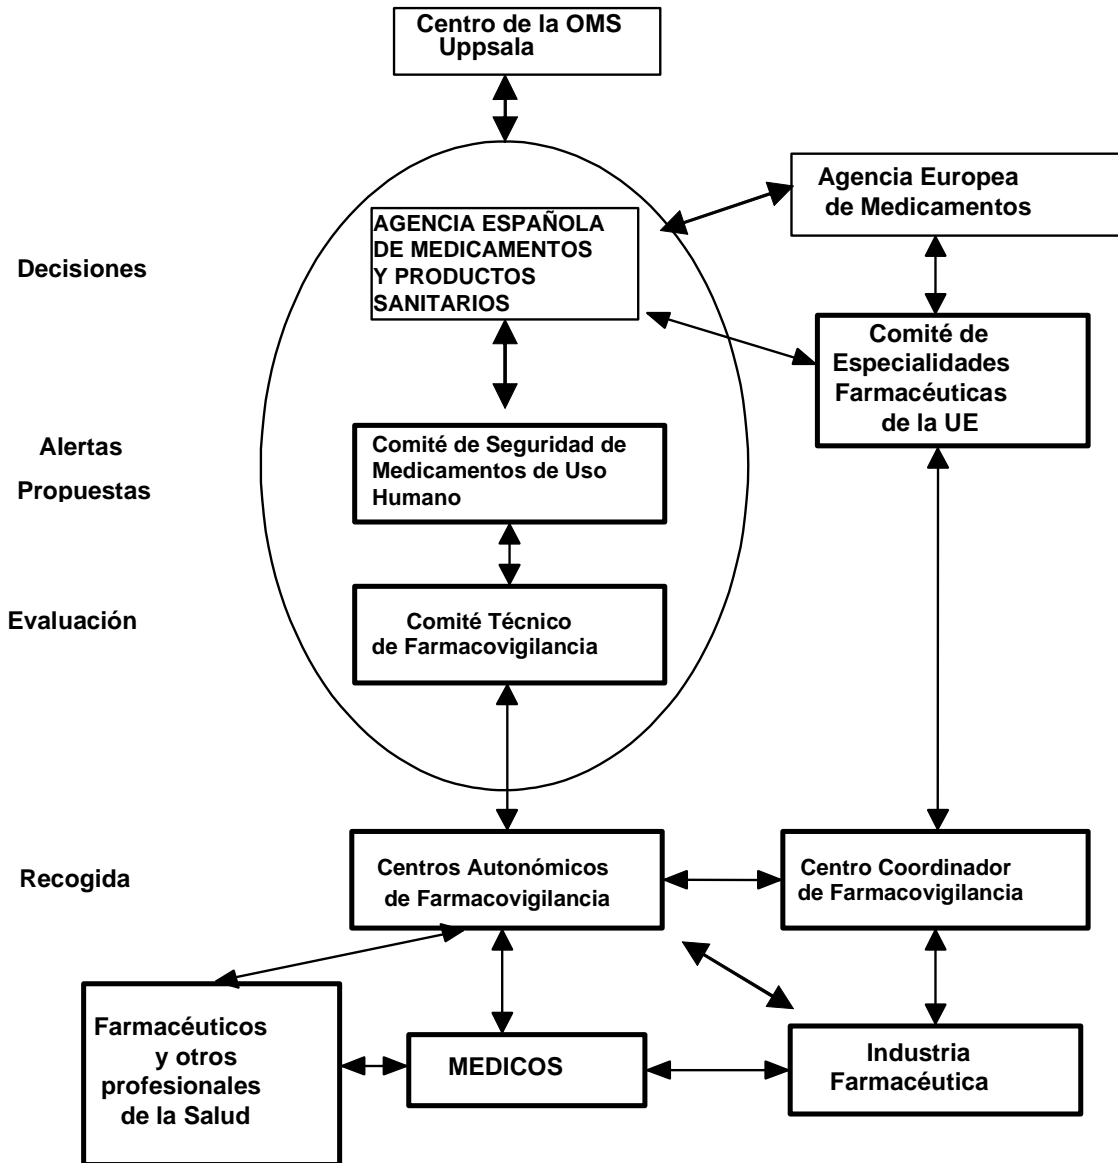 Centro de la OMS
Uppsala
Agencia Europea
de Medicamentos
AGENCIA ESPAÑOLA
DE MEDICAMENTOS
Y PRODUCTOS
SANITARIOS
Decisiones
Comité de
Especialidades
Farmacéuticas
de la UE
Alertas
Propuestas
Comité de Seguridad de
Medicamentos de Uso
Humano
Evaluación
Comité Técnico
de Farmacovigilancia
Recogida
Centros Autonómicos
de Farmacovigilancia
Centro Coordinador
de Farmacovigilancia
Farmacéuticos
y otros
profesionales
de la Salud
MEDICOS
Industria
Farmacéutica